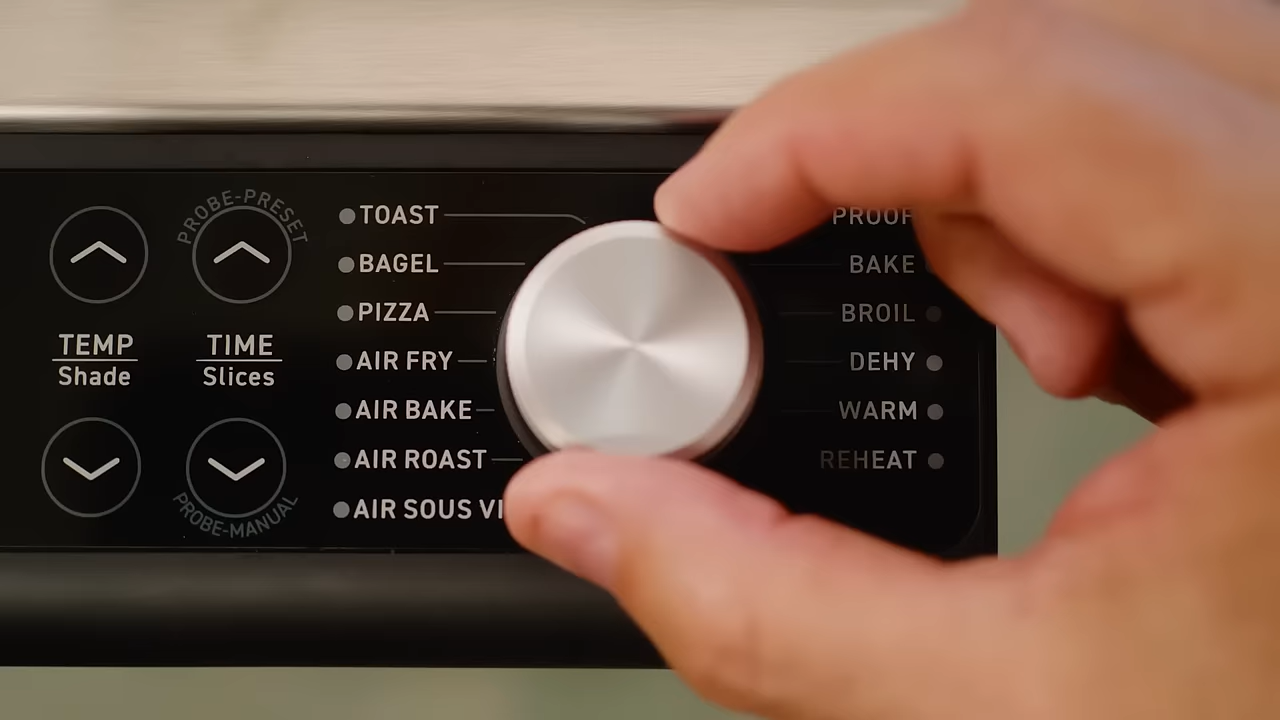 PROBE-PRESET
TEMP
Shade
TIME
Slices
PROBE-MANUAL
TOAST
BAGEL
PIZZA
AIR FRY
AIR BAKE
AIR ROAST
AIR SOUS VI
PROOF
BAKE
BROIL
DEHY
WARM
REHEAT